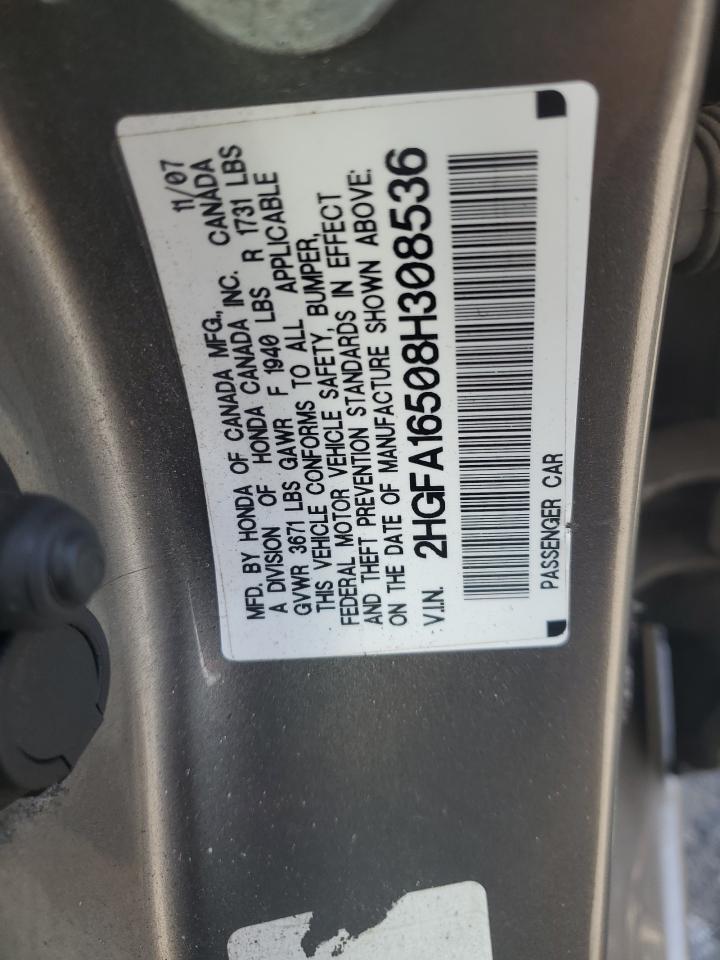 MFD. BY HONDA OF CANADA MFG., 11/07
A DIVISION OF HONDA CANADA INC. CANADA
GVWR 3671 LBS GAWR F 1940 LBS R 1731 LBS
THIS VEHICLE CONFORMS TO ALL APPLICABLE
FEDERAL MOTOR VEHICLE SAFETY, BUMPER,
AND THEFT PREVENTION STANDARDS IN EFFECT
ON THE DATE OF MANUFACTURE SHOWN ABOVE:
V.I.N. 2HGFA16508H308536
PASSENGER CAR